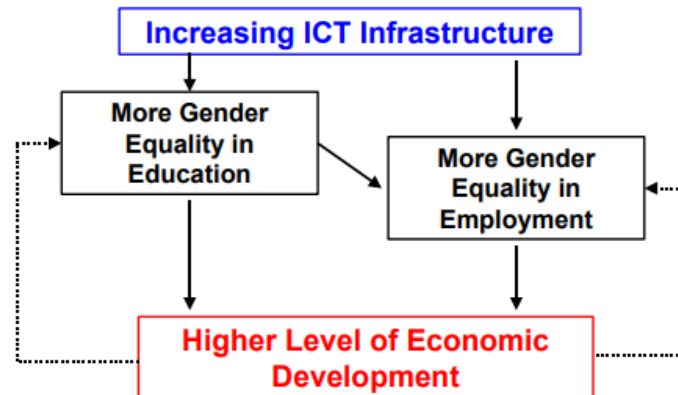 Increasing ICT Infrastructure
More Gender
Equality in
Education
More Gender
Equality in
Employment
Higher Level of Economic
Development